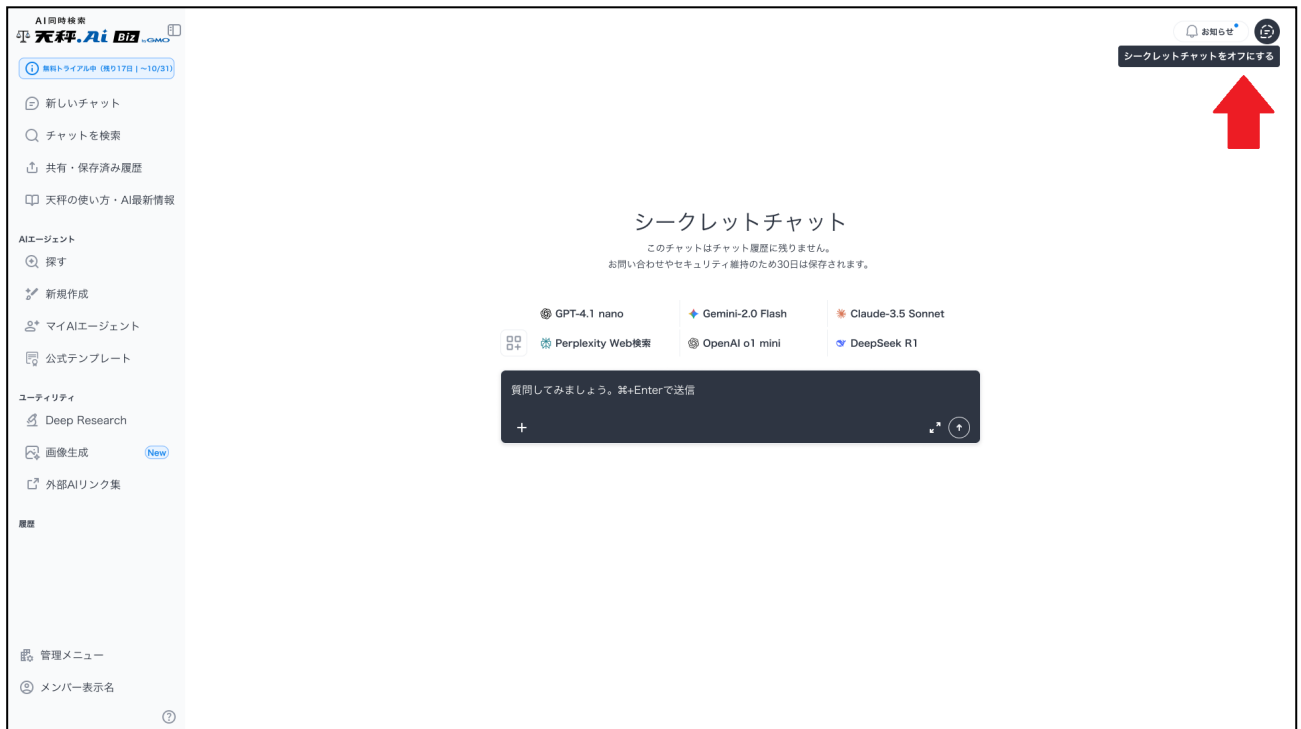 AI同時検索
天秤.Ai Biz byGMO
無料トライアル中（残り17日 | ~10/31）
新しいチャット
チャットを検索
共有・保存済み履歴
天秤の使い方・AI最新情報
AIエージェント
探す
新規作成
マイAIエージェント
公式テンプレート
ユーティリティ
Deep Research
画像生成 New
外部AIリンク集
履歴
管理メニュー
メンバー表示名
お知らせ
シークレットチャットをオフにする
シークレットチャット
このチャットはチャット履歴に残りません。
お問い合わせやセキュリティ維持のため30日は保存されます。
GPT-4.1 nano Gemini-2.0 Flash Claude-3.5 Sonnet
Perplexity Web検索 OpenAI o1 mini DeepSeek R1
質問してみましょう。⌘+Enterで送信